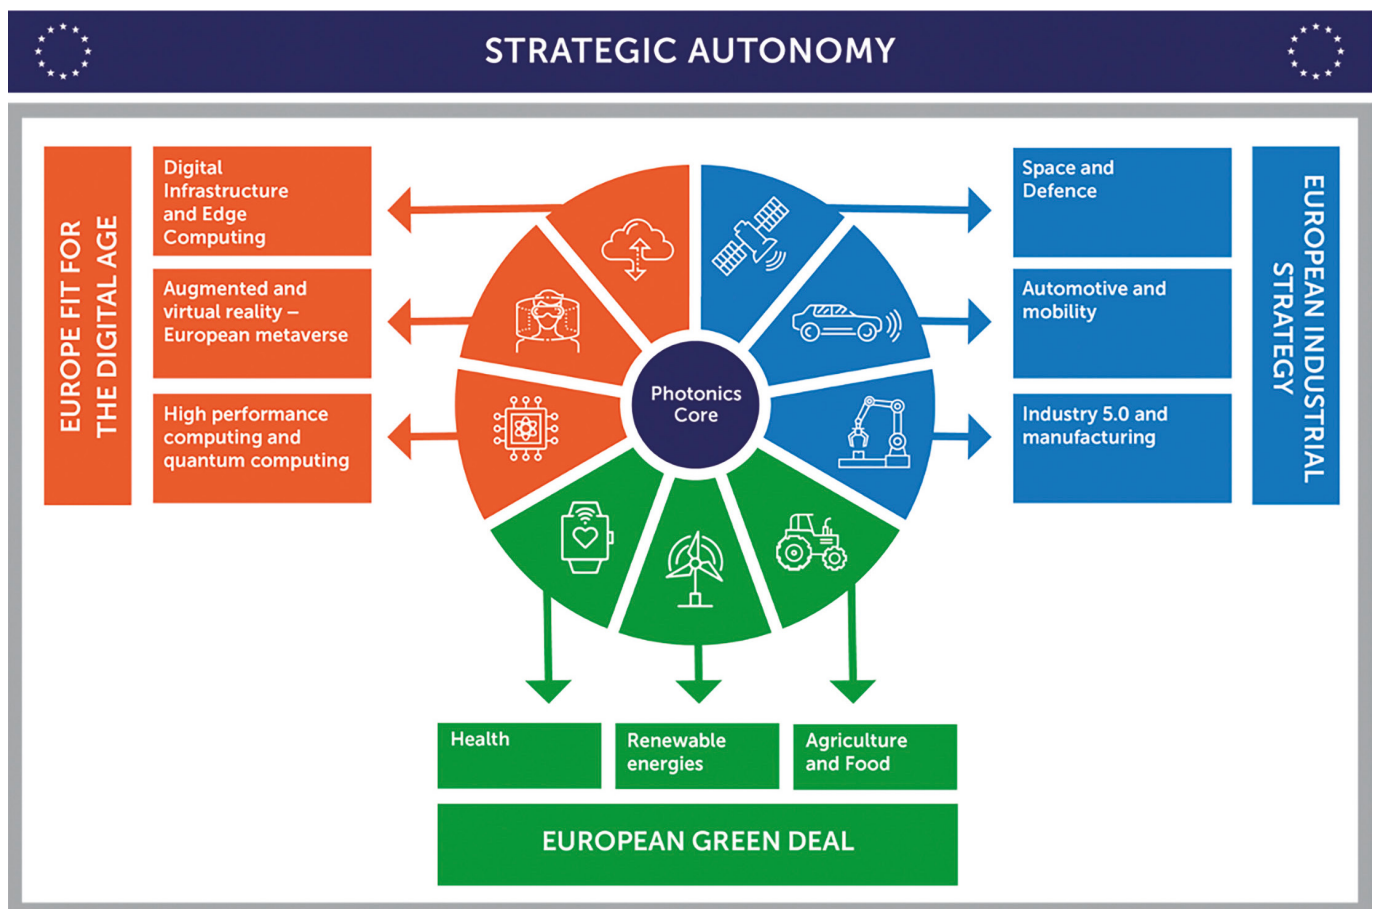 STRATEGIC AUTONOMY
EUROPE FIT FOR
THE DIGITAL AGE
Digital
Infrastructure
and Edge
Computing
Augmented and
virtual reality –
European metaverse
High performance
computing and
quantum computing
Photonics
Core
Space and
Defence
Automotive and
mobility
Industry 5.0 and
manufacturing
EUROPEAN INDUSTRIAL
STRATEGY
Health
Renewable
energies
Agriculture
and Food
EUROPEAN GREEN DEAL